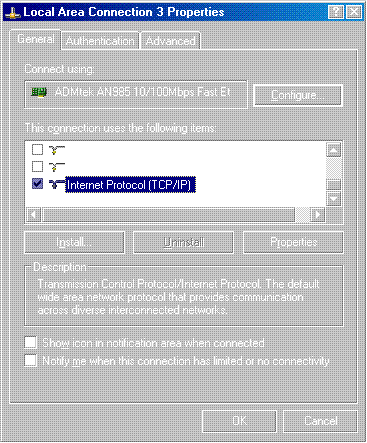 Local Area Connection 3 Properties
General
Authentication
Advanced
Connect using:
ADMtek AN985 10/100Mbps Fast Et
Configure...
This connection uses the following items:
Internet Protocol (TCP/IP)
Install...
Uninstall
Properties
Description
Transmission Control Protocol/Internet Protocol. The default
wide area network protocol that provides communication
across diverse interconnected networks.
Show icon in notification area when connected
Notify me when this connection has limited or no connectivity
OK
Cancel